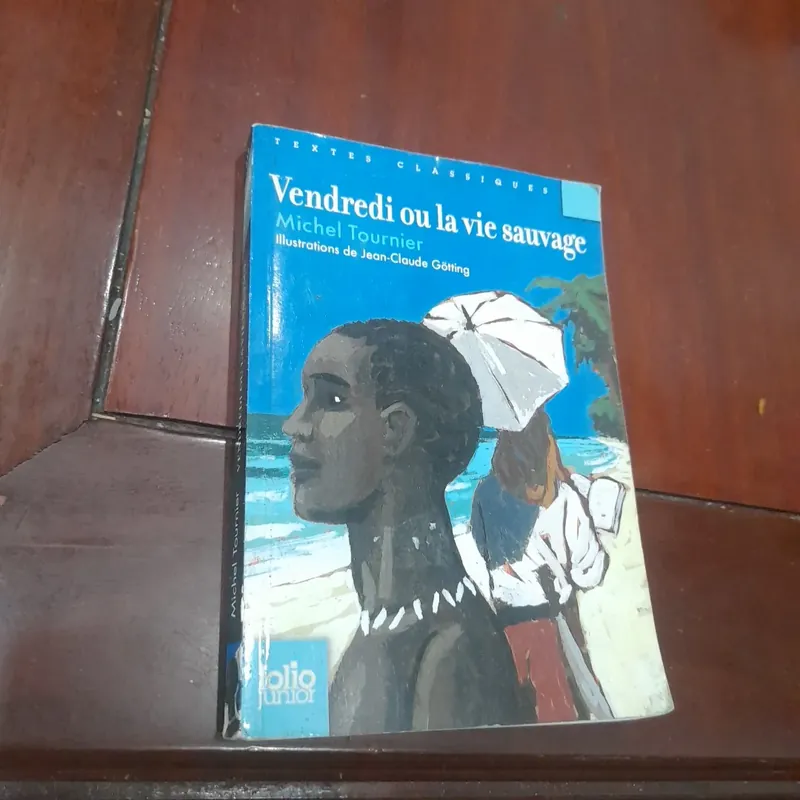 TEXTES CLASSIQUES
Vendredi ou la vie sauvage
Michel Tournier
Illustrations de Jean-Claude Götting
folio
junior
Michel Tournier